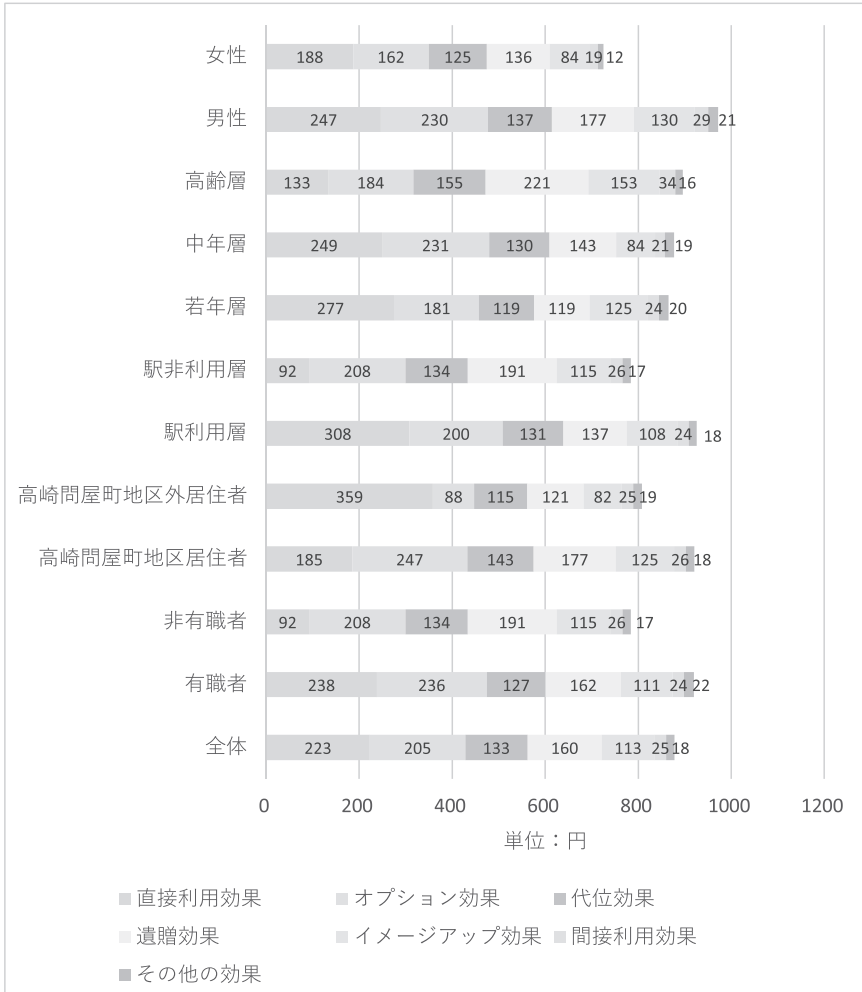 女性 188 162 125 136 84 19 12
男性 247 230 137 177 130 29 21
高齢層 133 184 155 221 153 34 16
中年層 249 231 130 143 84 21 19
若年層 277 181 119 119 125 24 20
駅非利用層 92 208 134 191 115 26 17
駅利用層 308 200 131 137 108 24 18
高崎問屋町地区外居住者 359 88 115 121 82 25 19
高崎問屋町地区居住者 185 247 143 177 125 26 18
非有職者 92 208 134 191 115 26 17
有職者 238 236 127 162 111 24 22
全体 223 205 133 160 113 25 18
0 200 400 600 800 1000 1200
単位：円
直接利用効果 オプション効果 代位効果
遺贈効果 イメージアップ効果 間接利用効果
その他の効果